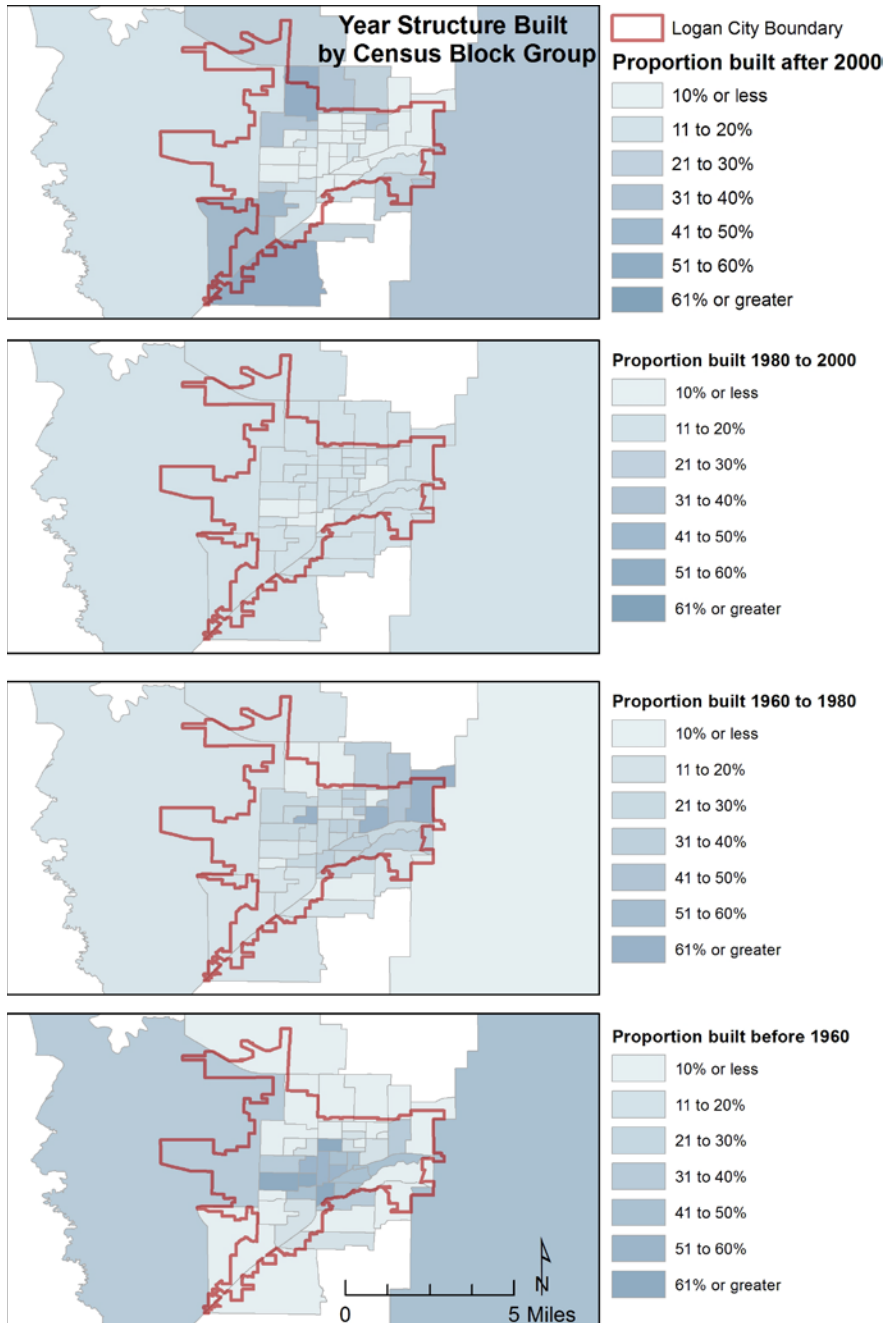 Year Structure Built
by Census Block Group
Logan City Boundary
Proportion built after 2000
10% or less
11 to 20%
21 to 30%
31 to 40%
41 to 50%
51 to 60%
61% or greater
Proportion built 1980 to 2000
10% or less
11 to 20%
21 to 30%
31 to 40%
41 to 50%
51 to 60%
61% or greater
Proportion built 1960 to 1980
10% or less
11 to 20%
21 to 30%
31 to 40%
41 to 50%
51 to 60%
61% or greater
Proportion built before 1960
10% or less
11 to 20%
21 to 30%
31 to 40%
41 to 50%
51 to 60%
61% or greater
N
0 5 Miles